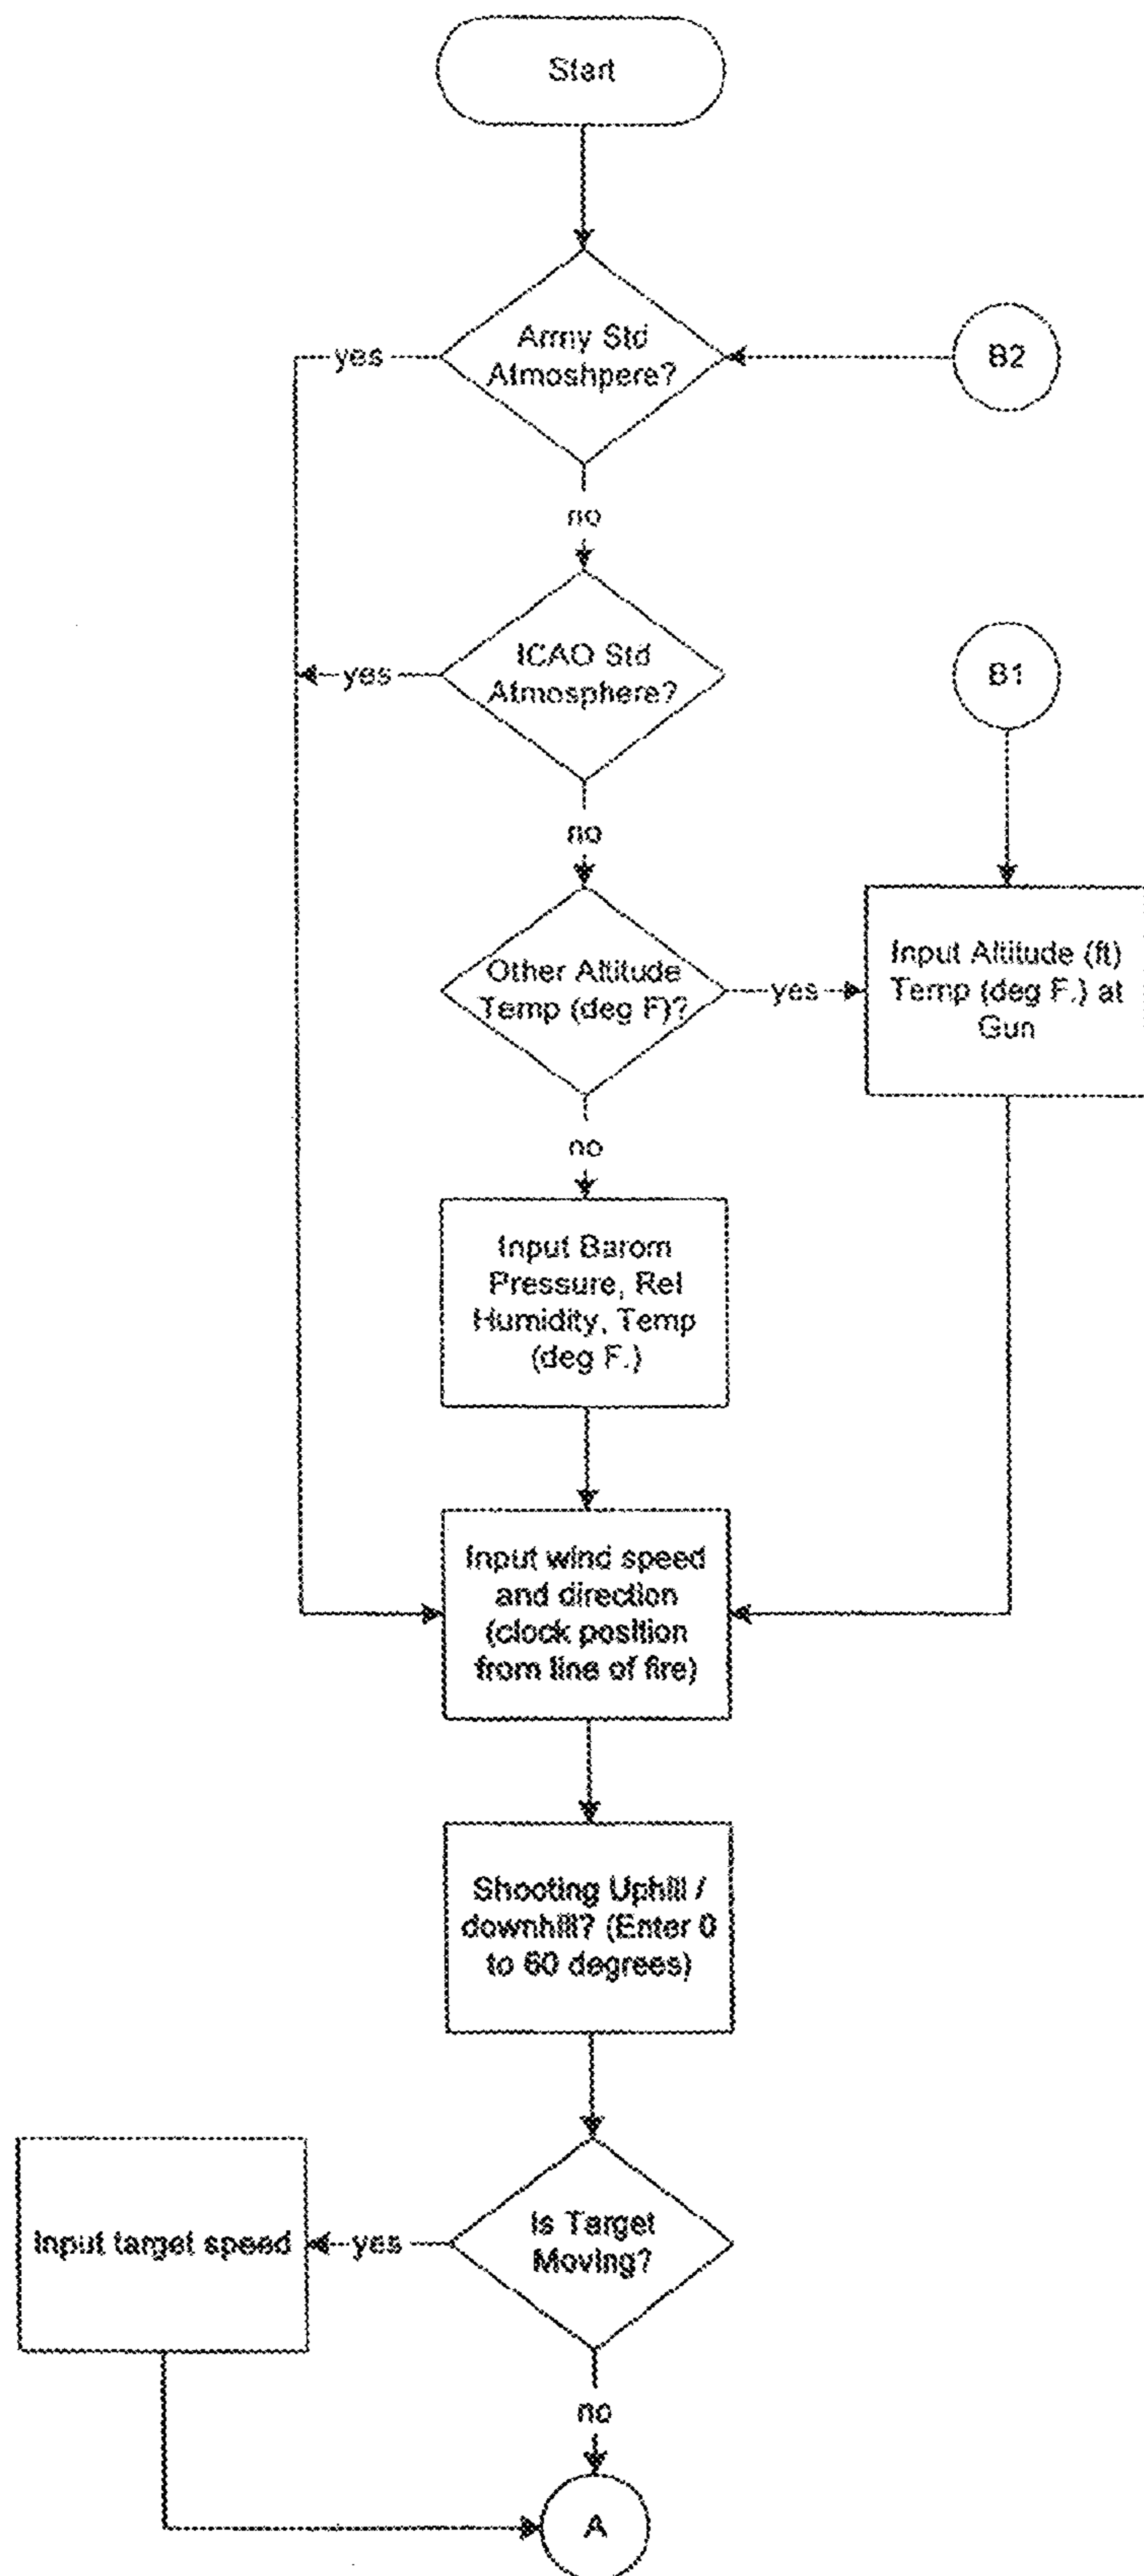 Start
Army Std
Atmoshpere?
yes
B2
no
ICAO Std
Atmosphere?
yes
B1
no
Other Altitude
Temp (deg F)?
yes
Input Altitude (ft)
Temp (deg F.) at
Gun
no
Input Barom
Pressure, Rel
Humidity, Temp
(deg F.)
Input wind speed
and direction
(clock position
from line of fire)
Shooting Uphill /
downhill? (Enter 0
to 60 degrees)
Is Target
Moving?
yes
Input target speed
no
A